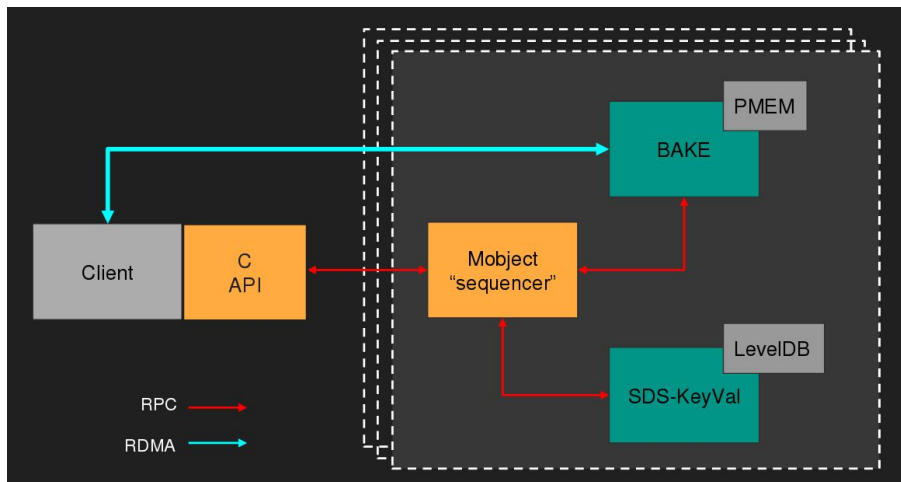 PMEM
BAKE
Client
C
API
Mobject
“sequencer”
LevelDB
SDS-KeyVal
RPC
RDMA